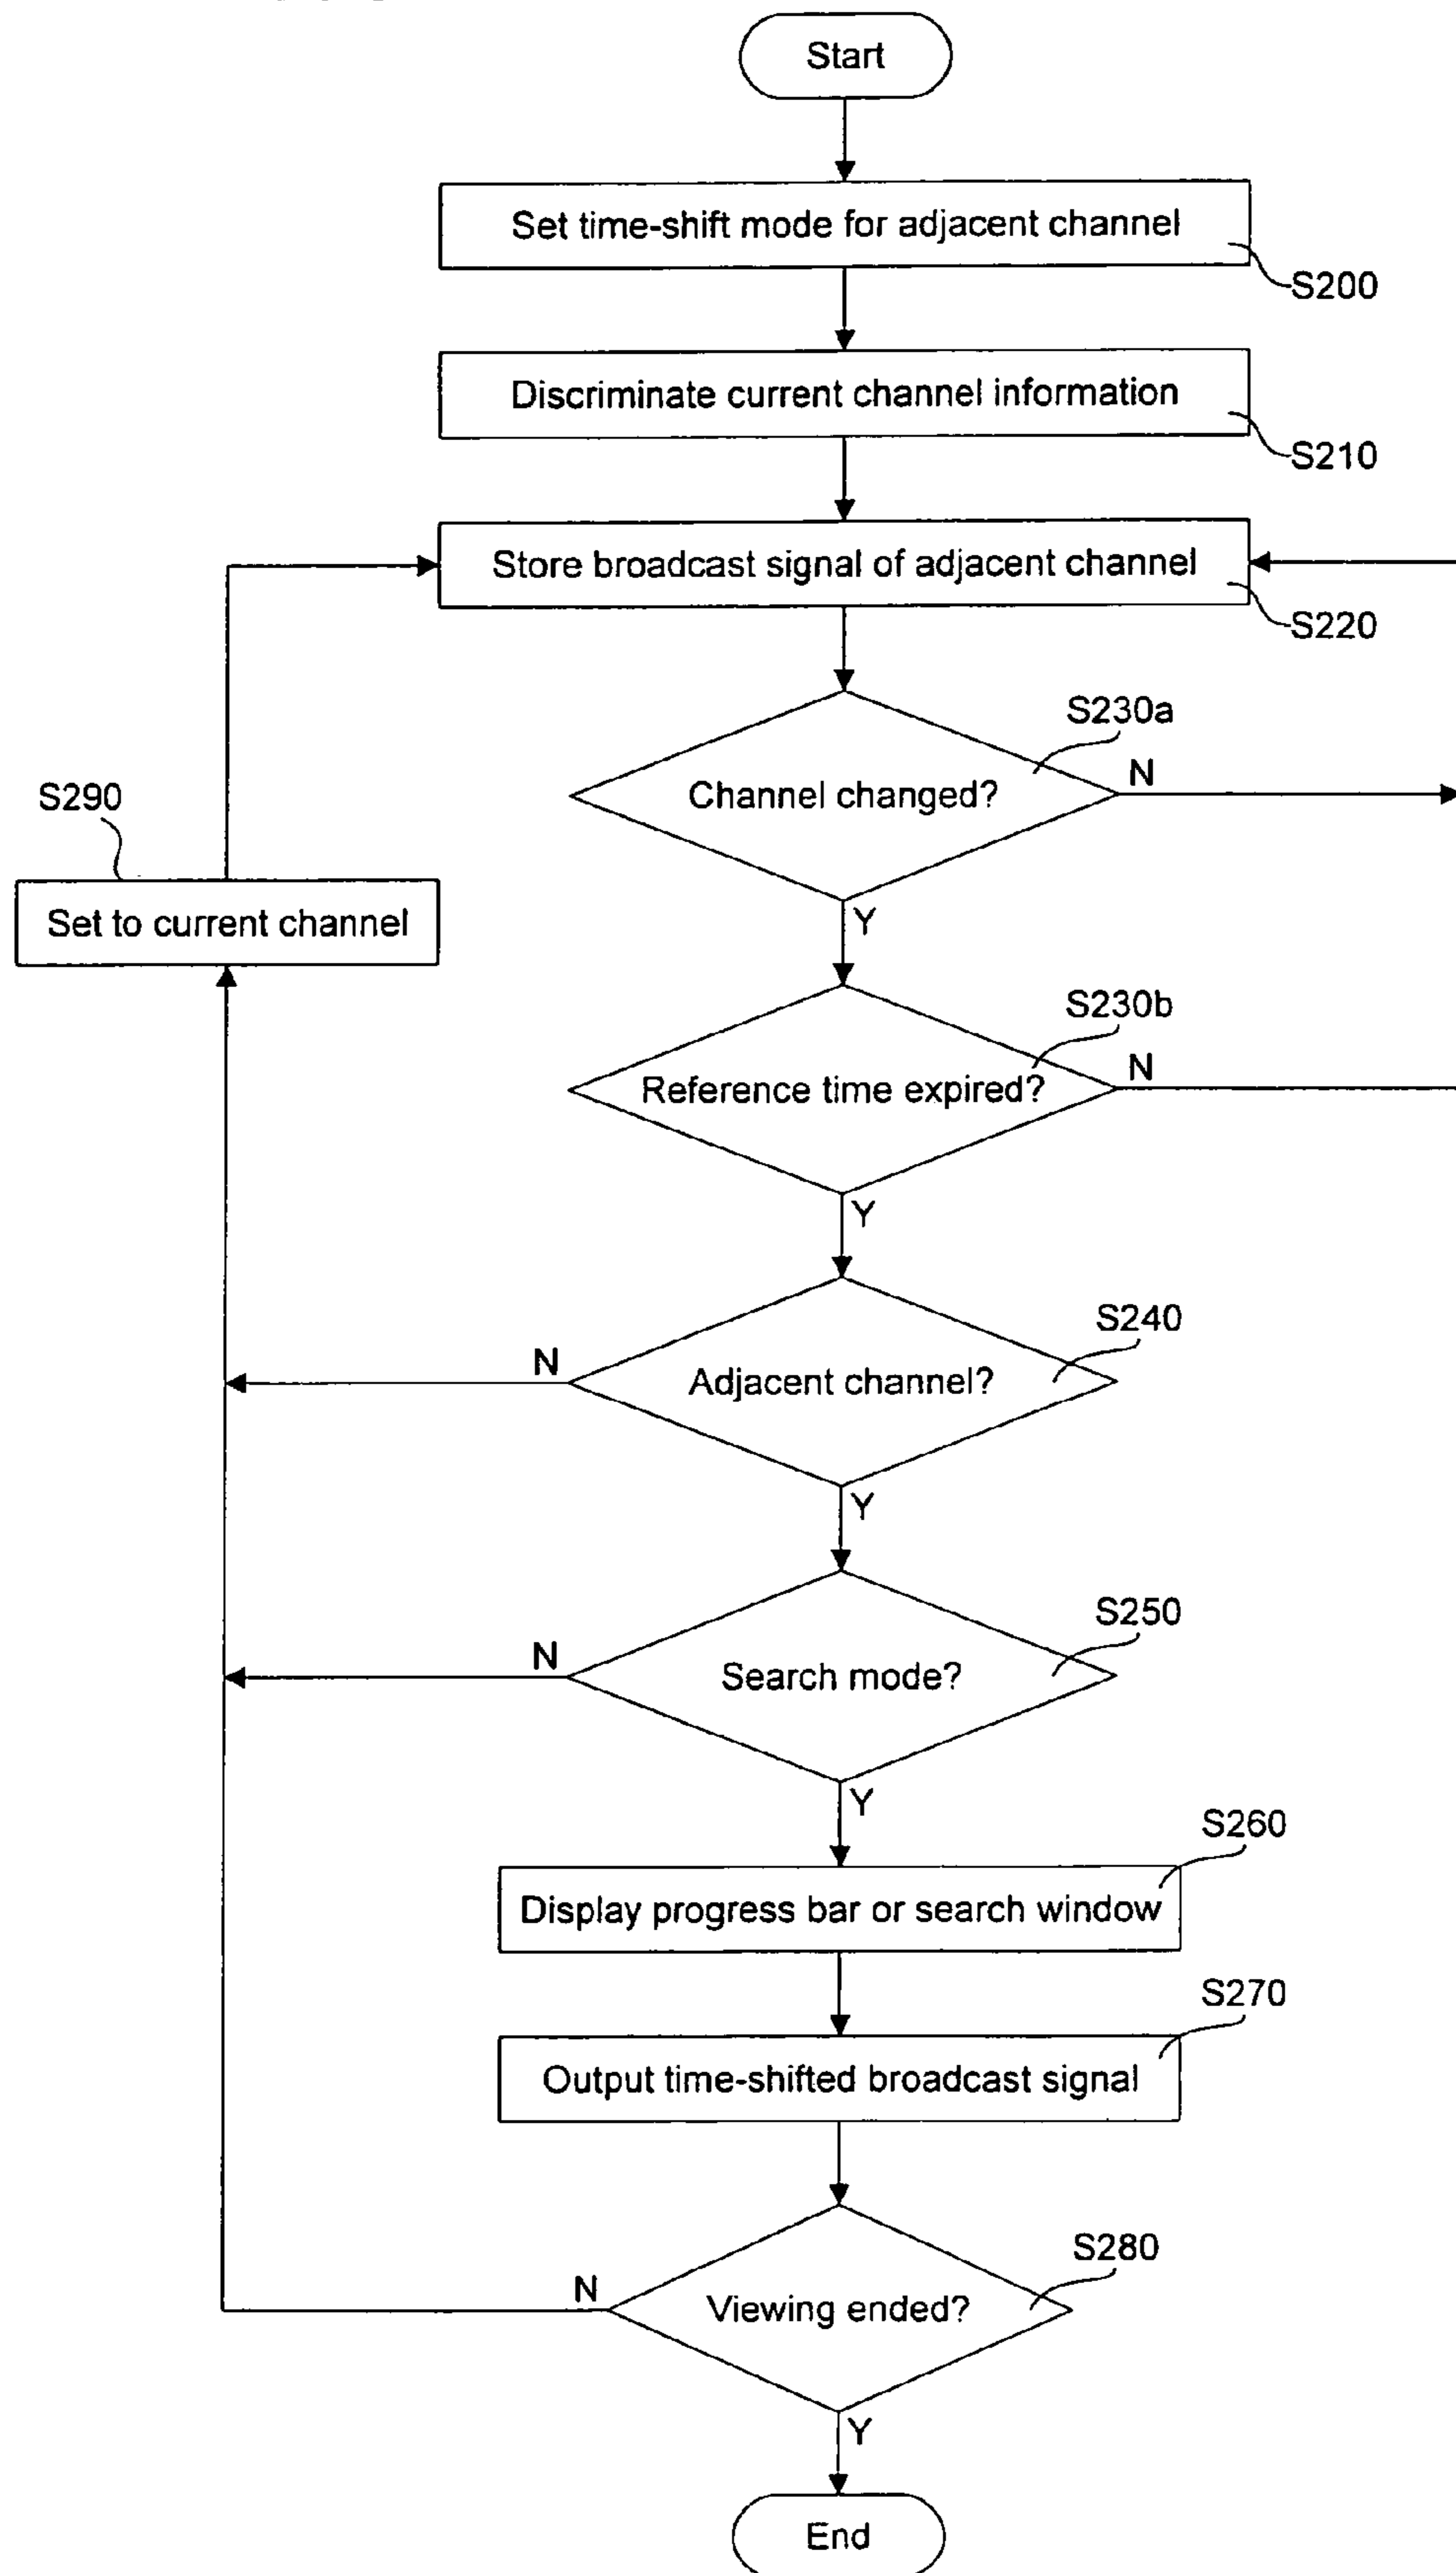 Start
Set time-shift mode for adjacent channel
S200
Discriminate current channel information
S210
Store broadcast signal of adjacent channel
S220
S230a
Channel changed?
N
Y
S290
Set to current channel
S230b
Reference time expired?
N
Y
S240
Adjacent channel?
N
Y
S250
Search mode?
N
Y
S260
Display progress bar or search window
S270
Output time-shifted broadcast signal
S280
Viewing ended?
N
Y
End